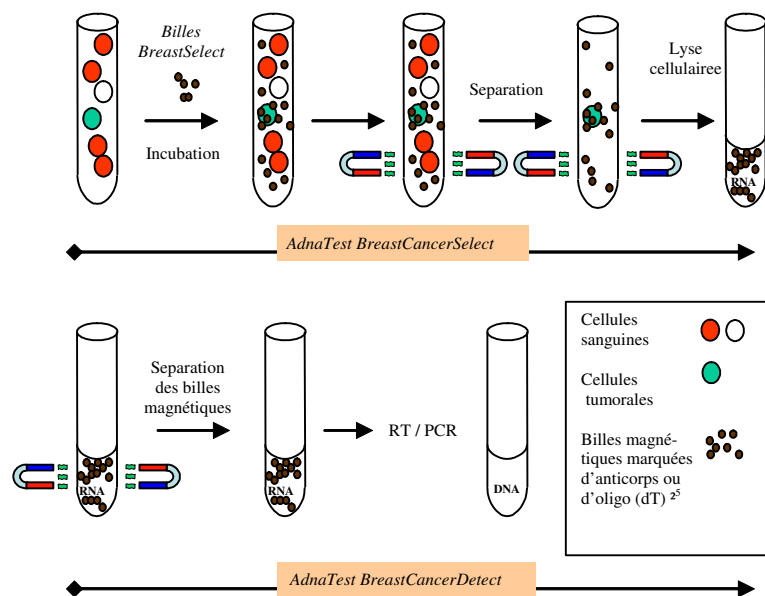 Billes
BreastSelect
Incubation
Separation
Lyse
cellulairee
RNA
AdnaTest BreastCancerSelect
Separation
des billes
magnétiques
RNA
RNA
RT / PCR
DNA
Cellules
sanguines
Cellules
tumorales
Billes magné-
tiques marquées
d'anticorps ou
d'oligo (dT) ²⁵
AdnaTest BreastCancerDetect